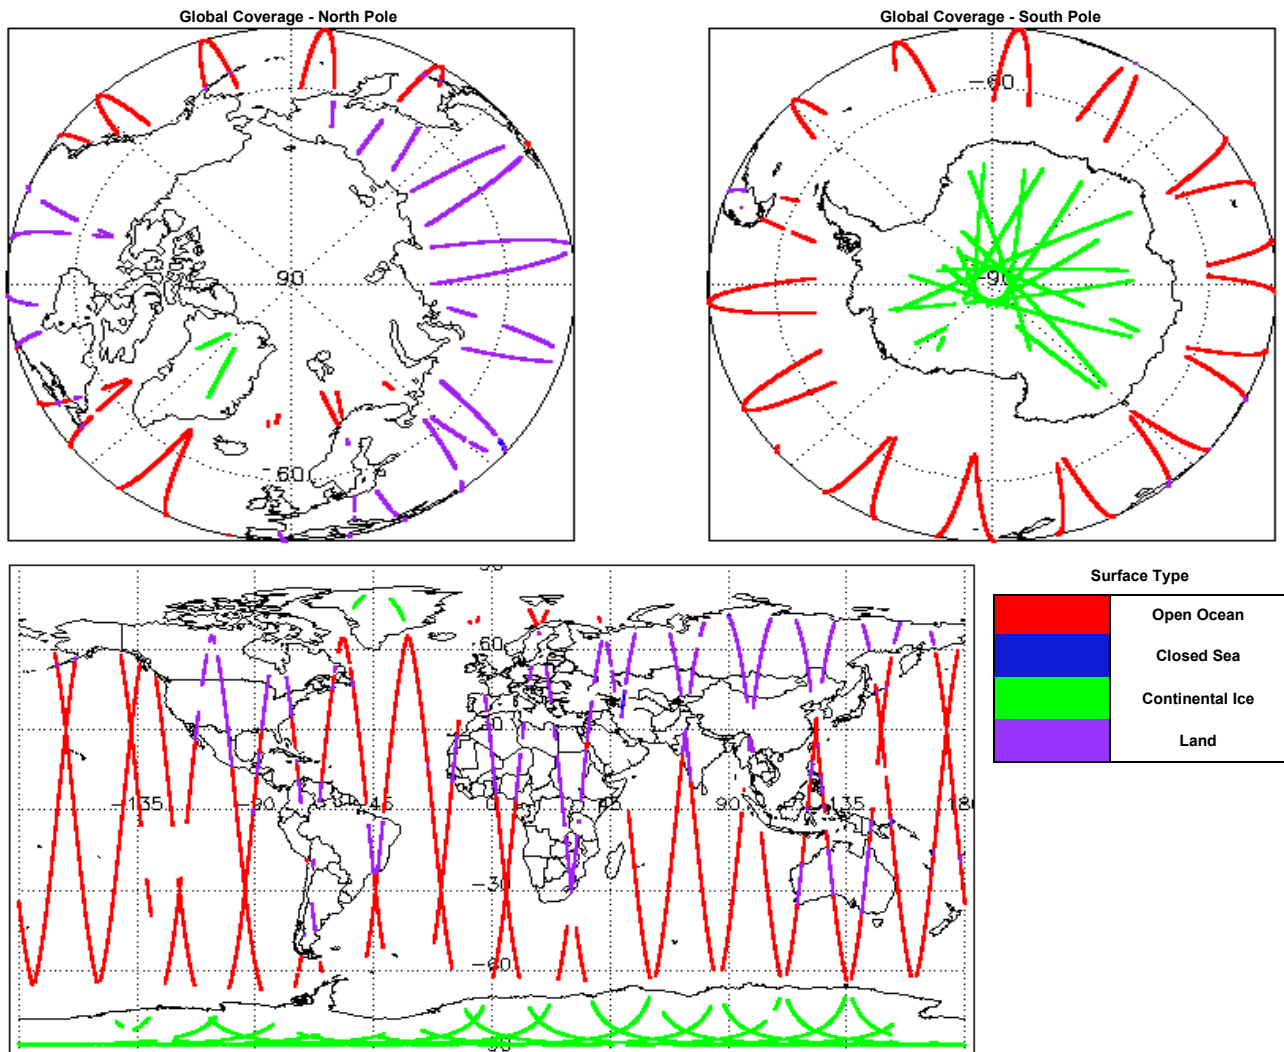 Global Coverage - North Pole
Global Coverage - South Pole
90
-60
-60
-90
60
-135
-90
-45
0
45
90
135
180
-30
-60
Surface Type
Open Ocean
Closed Sea
Continental Ice
Land